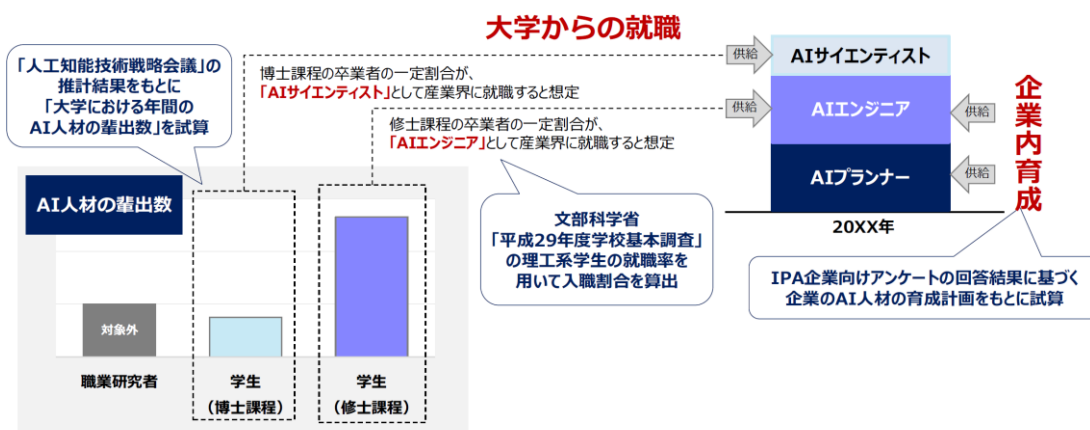 大学からの就職
「人工知能技術戦略会議」の
推計結果をもとに
「大学における年間の
AI人材の輩出数」を試算
博士課程の卒業者の一定割合が、
「AIサイエンティスト」として産業界に就職すると想定
修士課程の卒業者の一定割合が、
「AIエンジニア」として産業界に就職すると想定
供給
AIサイエンティスト
供給
AIエンジニア
供給
AIプランナー
供給
企業内育成
20XX年
AI人材の輩出数
文部科学省
「平成29年度学校基本調査」
の理工系学生の就職率を
用いて入職割合を算出
IPA企業向けアンケートの回答結果に基づく
企業のAI人材の育成計画をもとに試算
対象外
職業研究者
学生
（博士課程）
学生
（修士課程）